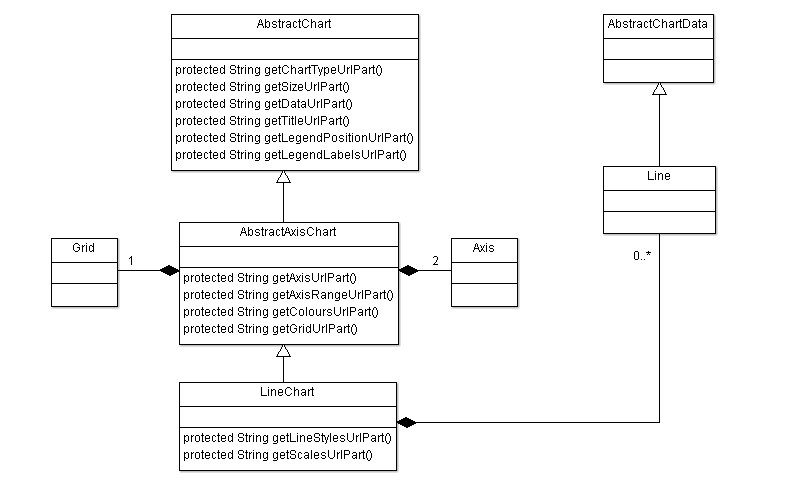 AbstractChart
protected String getChartTypeUrlPart()
protected String getSizeUrlPart()
protected String getDataUrlPart()
protected String getTitleUrlPart()
protected String getLegendPositionUrlPart()
protected String getLegendLabelsUrlPart()
AbstractChartData
Line
0..*
Grid
1
AbstractAxisChart
protected String getAxisUrlPart()
protected String getAxisRangeUrlPart()
protected String getColoursUrlPart()
protected String getGridUrlPart()
2
Axis
LineChart
protected String getLineStylesUrlPart()
protected String getScalesUrlPart()